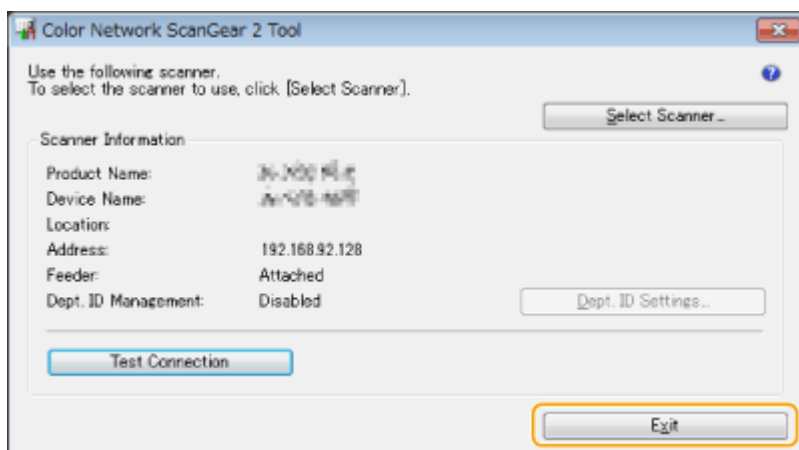 Color Network ScanGear 2 Tool
Use the following scanner.
To select the scanner to use, click [Select Scanner].
Select Scanner...
Scanner Information
Product Name:
Device Name:
Location:
Address: 192.168.92.128
Feeder: Attached
Dept. ID Management: Disabled
Dept. ID Settings...
Test Connection
Exit